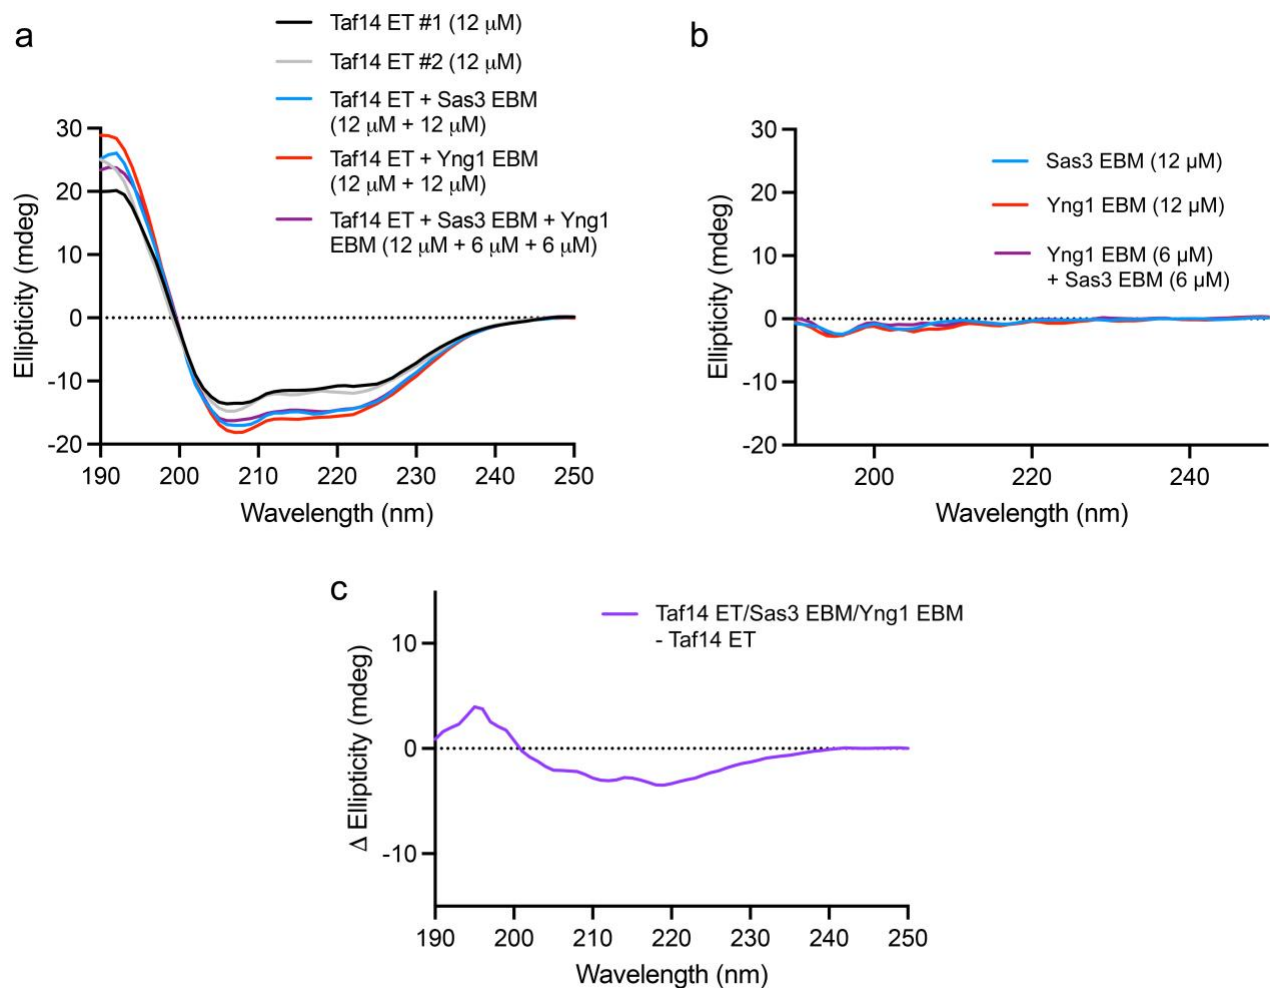 a
Taf14 ET #1 (12 μM)
Taf14 ET #2 (12 μM)
Taf14 ET + Sas3 EBM
(12 μM + 12 μM)
Taf14 ET + Yng1 EBM
(12 μM + 12 μM)
Taf14 ET + Sas3 EBM + Yng1
EBM (12 μM + 6 μM + 6 μM)
Ellipticity (mdeg)
30
20
10
0
-10
-20
190 200 210 220 230 240 250
Wavelength (nm)
b
Sas3 EBM (12 μM)
Yng1 EBM (12 μM)
Yng1 EBM (6 μM)
+ Sas3 EBM (6 μM)
Ellipticity (mdeg)
30
20
10
0
-10
-20
200 220 240
Wavelength (nm)
c
Taf14 ET/Sas3 EBM/Yng1 EBM
- Taf14 ET
Δ Ellipticity (mdeg)
10
0
-10
190 200 210 220 230 240 250
Wavelength (nm)